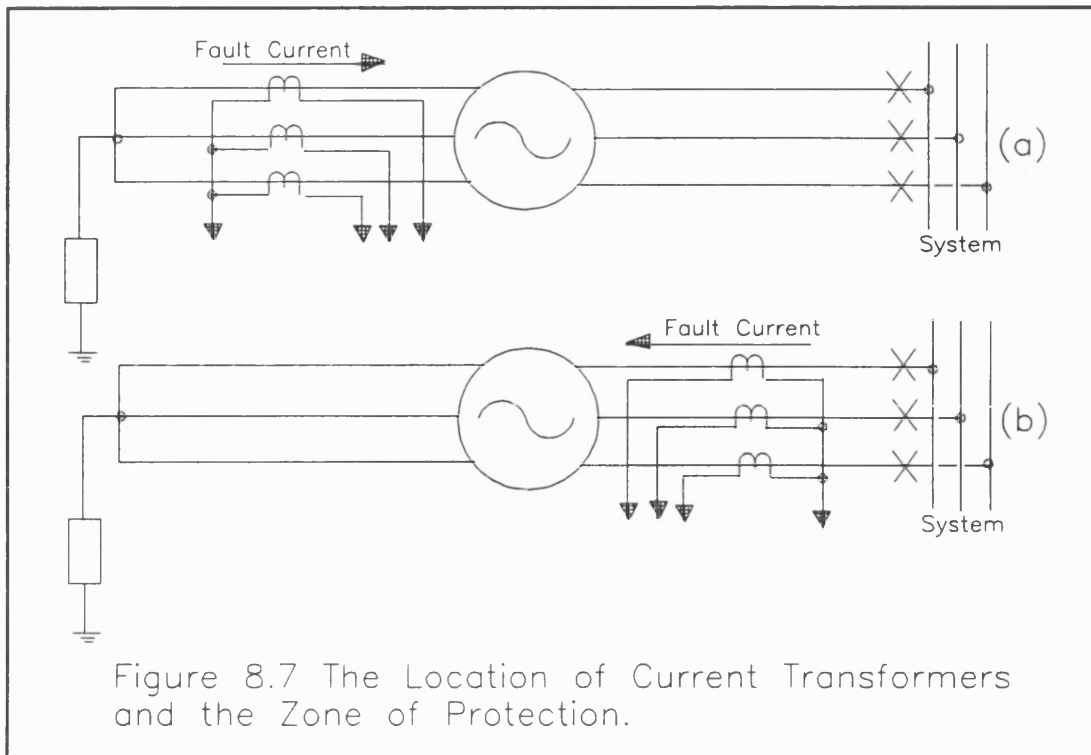 Fault Current
(a)
System
Fault Current
(b)
System
Figure 8.7 The Location of Current Transformers
and the Zone of Protection.